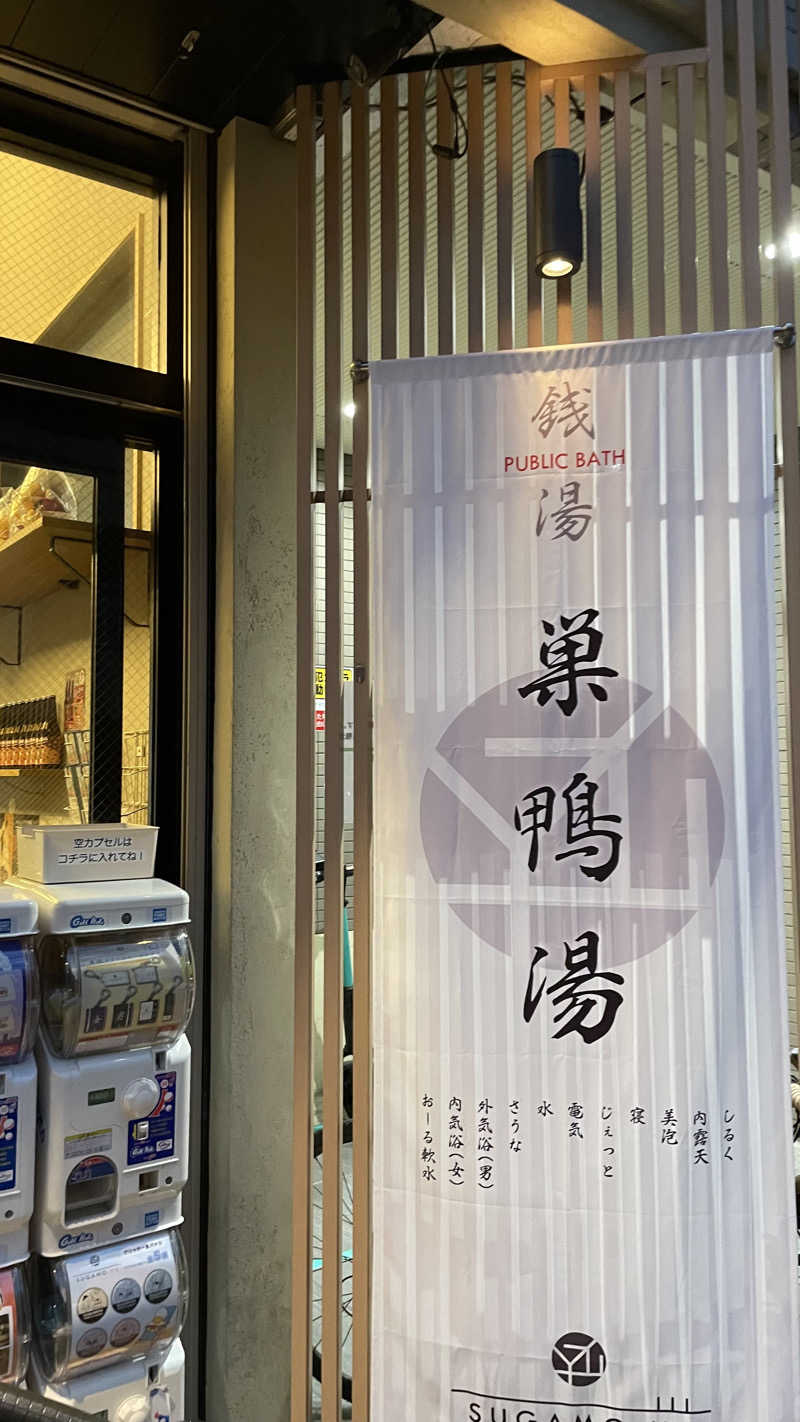 銭
PUBLIC BATH
湯
巣鴨湯
しるく
内露天
美泡
寝
じぇっと
電気
水
さうな
外気浴(男)
内気浴(女)
おーる軟水
SUGAMO
空カプセルは
コチラに入れてね!